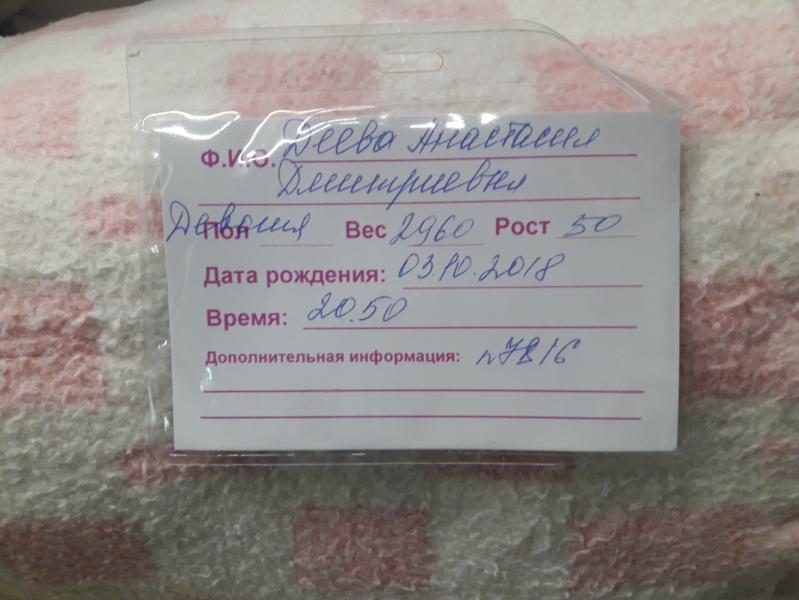 Ф.И.О. Деева Анастасия
Дмитриевна
Пол Девочка Вес 2960 Рост 50
Дата рождения: 03.10.2018
Время: 20.50
Дополнительная информация: